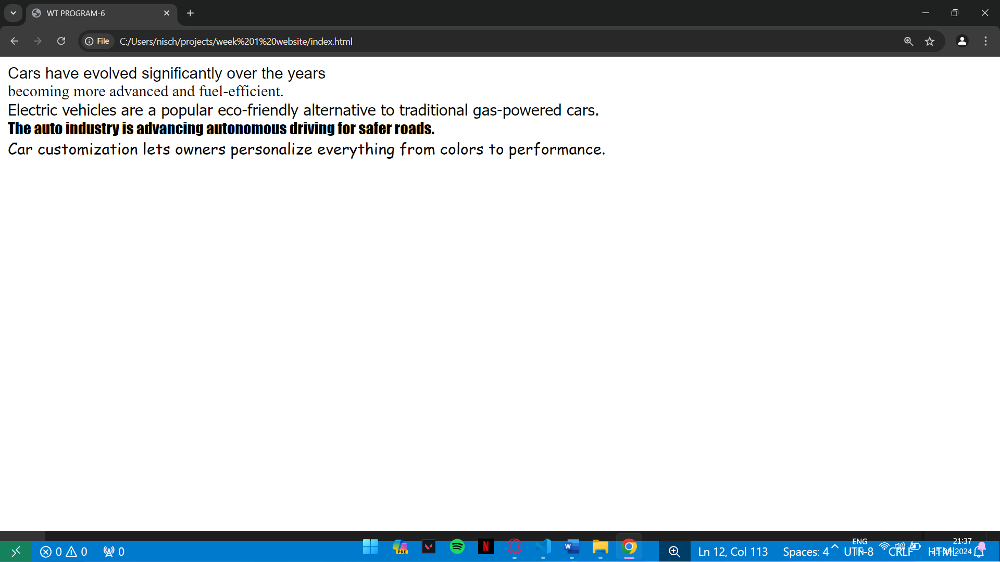 WT PROGRAM-6
File C:/Users/nisch/projects/week%201%20website/index.html
Cars have evolved significantly over the years
becoming more advanced and fuel-efficient.
Electric vehicles are a popular eco-friendly alternative to traditional gas-powered cars.
The auto industry is advancing autonomous driving for safer roads.
Car customization lets owners personalize everything from colors to performance.
PRE
N
W
ENG
21:37
0 0 0 Ln 12, Col 113 Spaces: 4 UTF-8 CRLF HTML